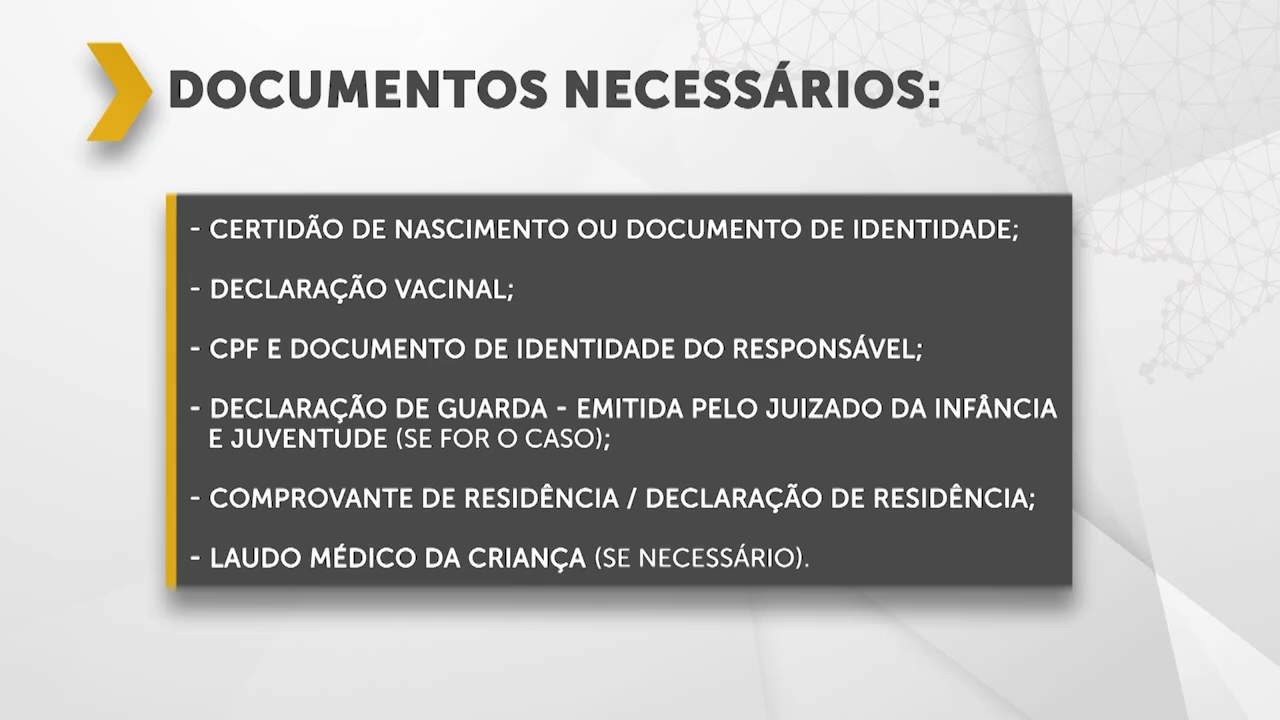 DOCUMENTOS NECESSÁRIOS:
- CERTIDÃO DE NASCIMENTO OU DOCUMENTO DE IDENTIDADE;
- DECLARAÇÃO VACINAL;
- CPF E DOCUMENTO DE IDENTIDADE DO RESPONSÁVEL;
- DECLARAÇÃO DE GUARDA - EMITIDA PELO JUIZADO DA INFÂNCIA
E JUVENTUDE (SE FOR O CASO);
- COMPROVANTE DE RESIDÊNCIA / DECLARAÇÃO DE RESIDÊNCIA;
- LAUDO MÉDICO DA CRIANÇA (SE NECESSÁRIO).